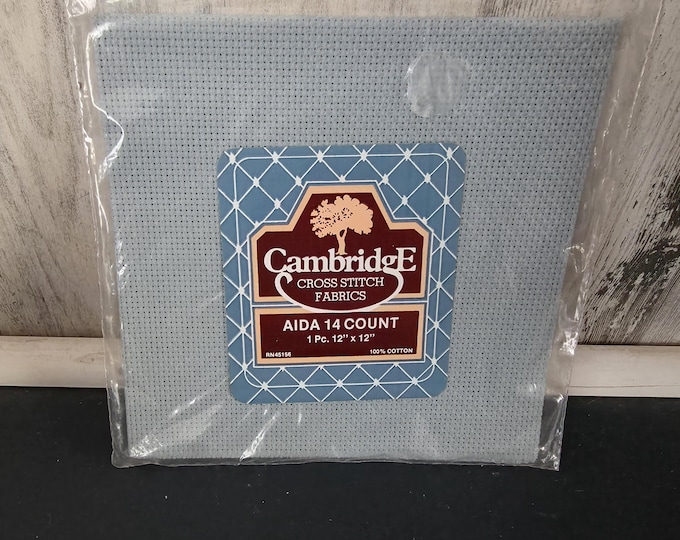 CambridgE
CROSS STITCH
FABRICS
AIDA 14 COUNT
1 Pc. 12" x 12"
RN45156 100% COTTON